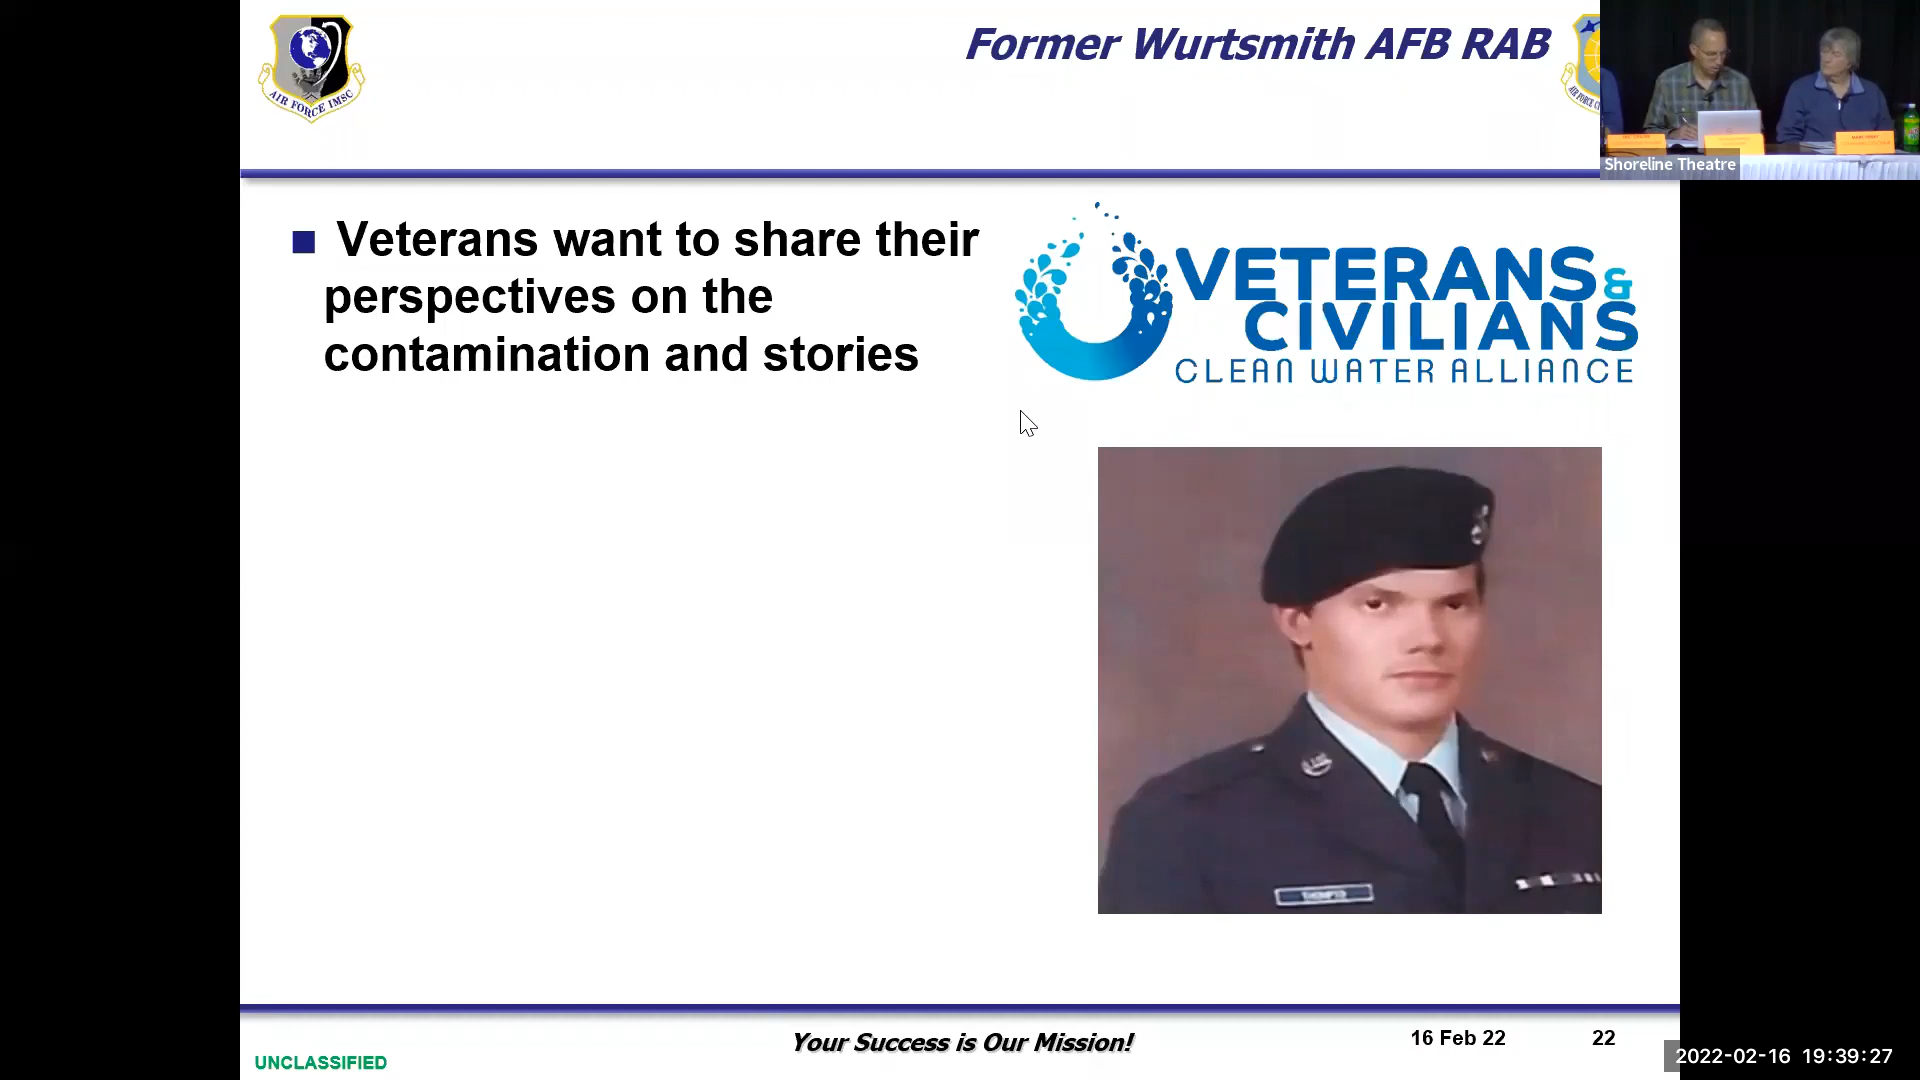 Former Wurtsmith AFB RAB
AIR FORCE IMSC
Shoreline Theatre
Veterans want to share their
perspectives on the
contamination and stories
VETERANS &
CIVILIANS
CLEAN WATER ALLIANCE
Your Success is Our Mission!
16 Feb 22
22
UNCLASSIFIED
2022-02-16 19:39:27